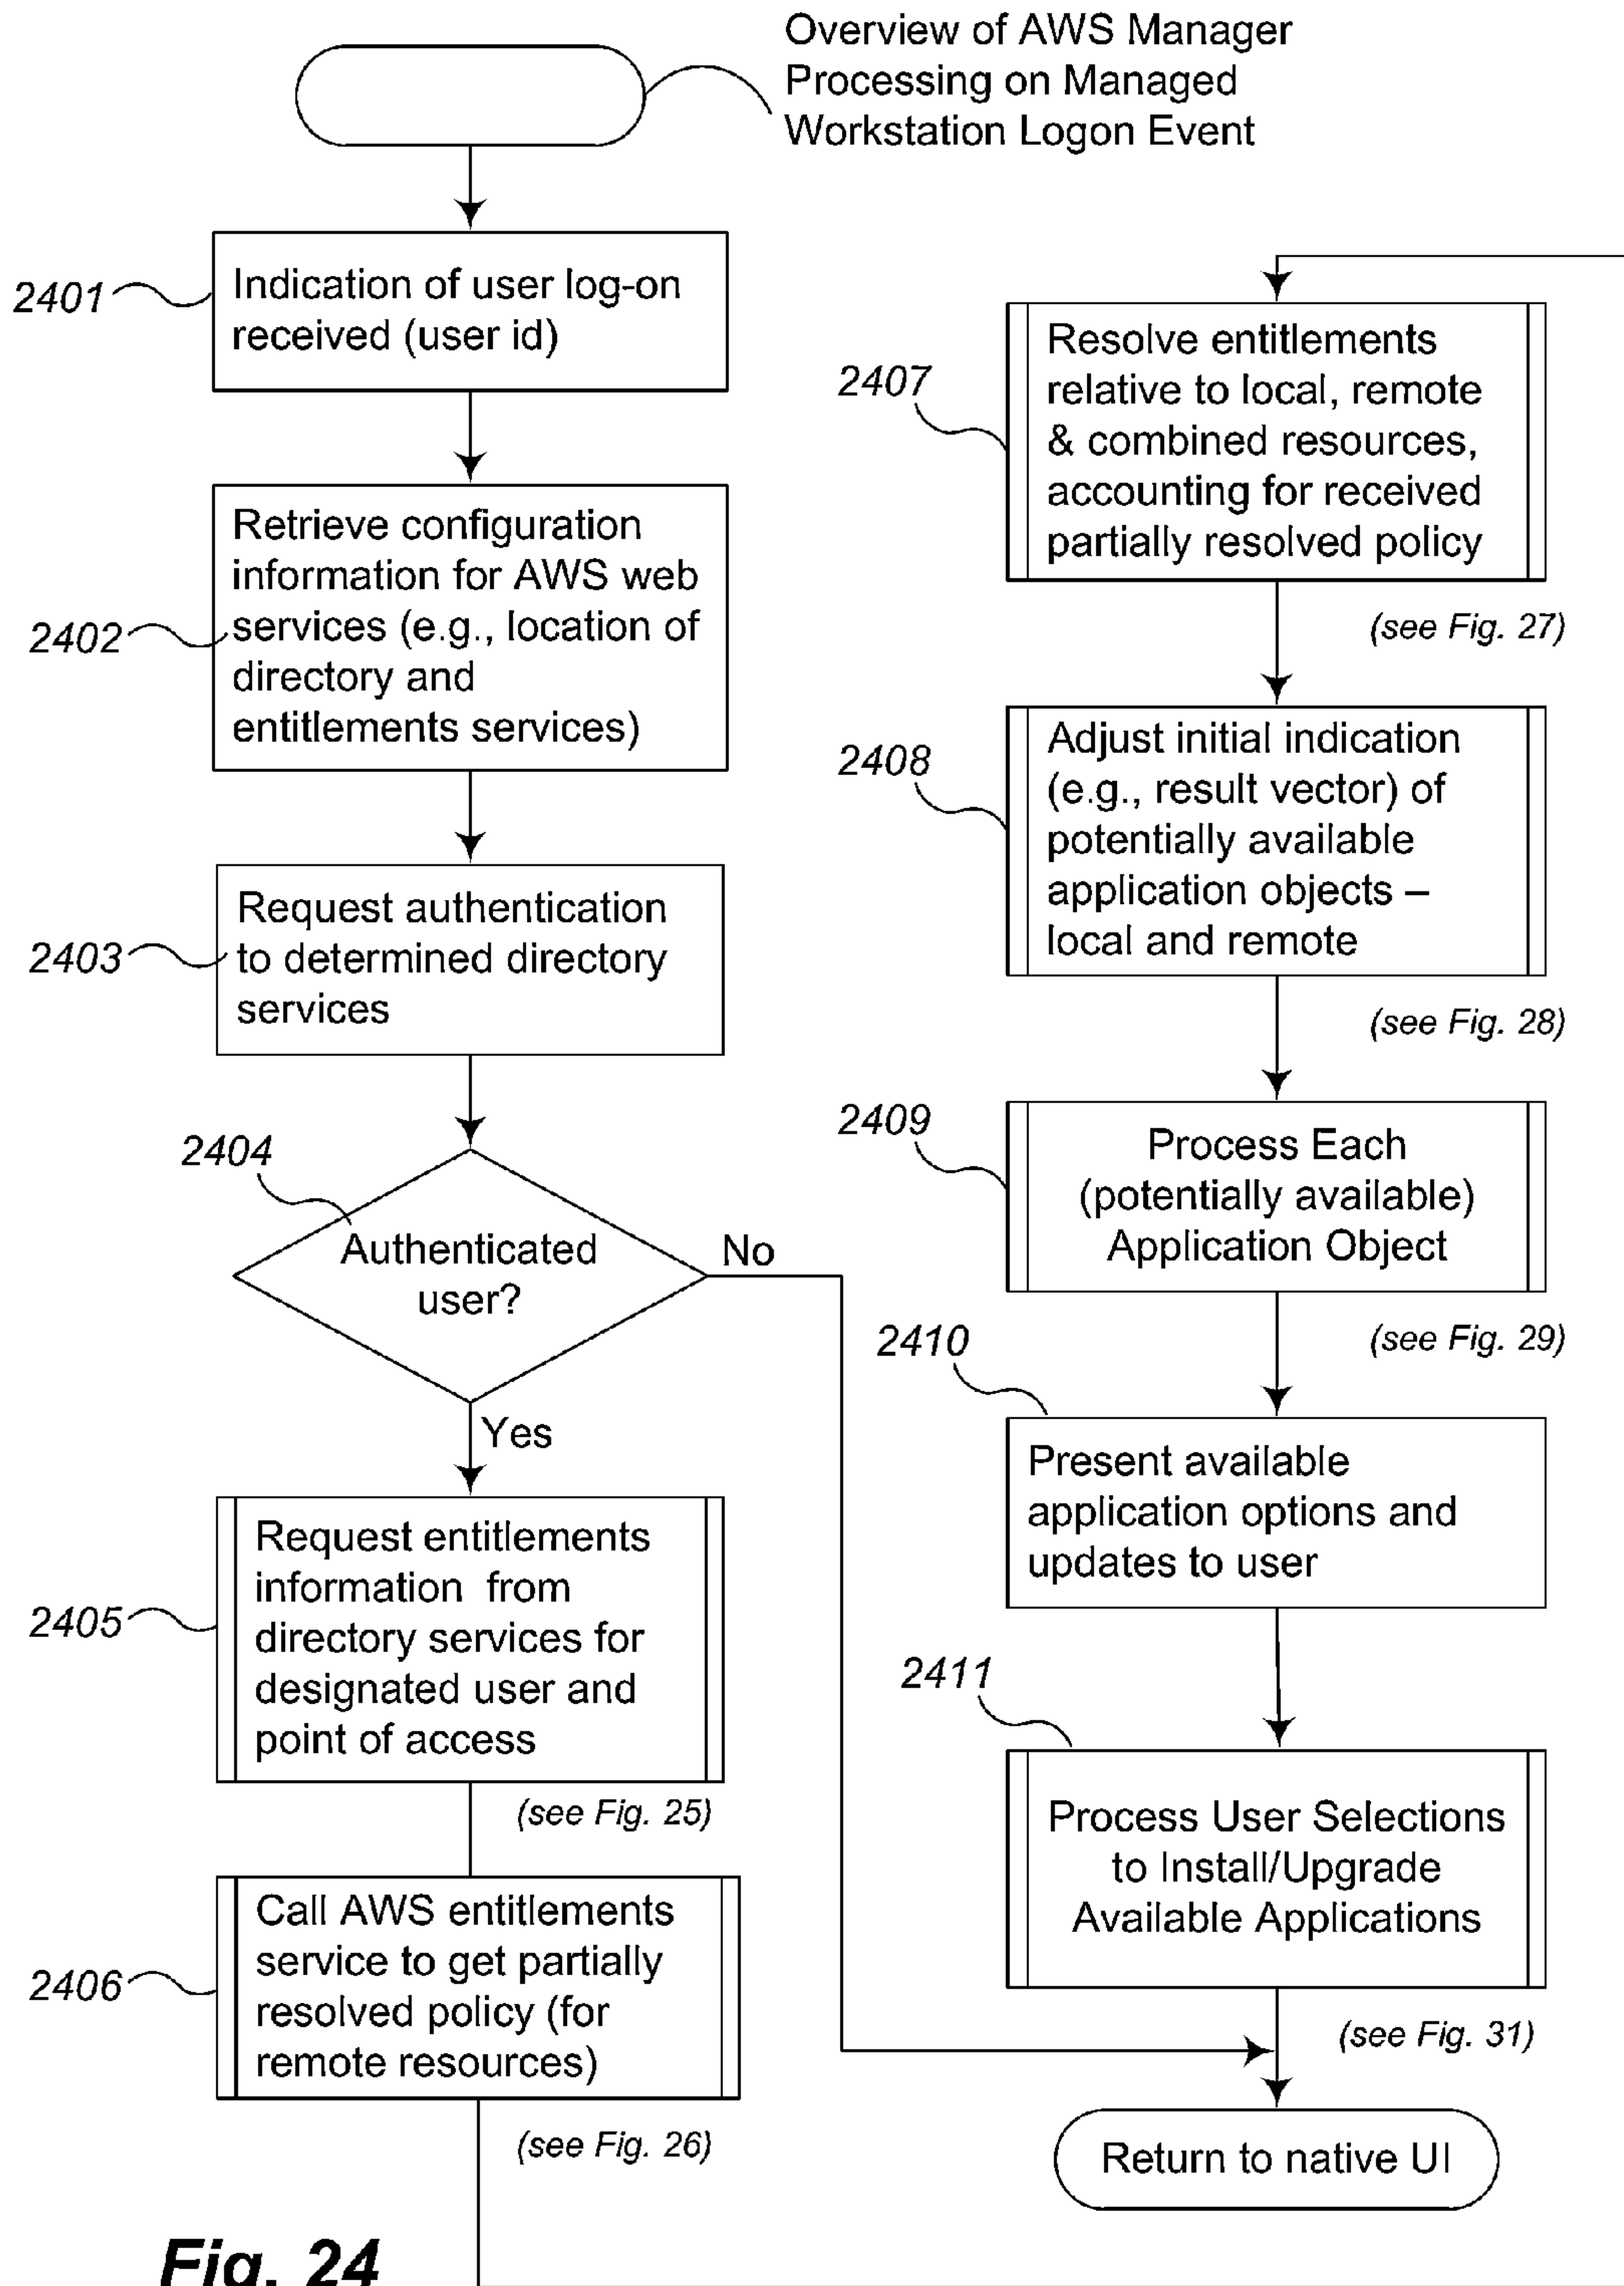 Overview of AWS Manager
Processing on Managed
Workstation Logon Event
2401
Indication of user log-on
received (user id)
2402
Retrieve configuration
information for AWS web
services (e.g., location of
directory and
entitlements services)
2403
Request authentication
to determined directory
services
2404
Authenticated
user?
No
Yes
2405
Request entitlements
information from
directory services for
designated user and
point of access
(see Fig. 25)
2406
Call AWS entitlements
service to get partially
resolved policy (for
remote resources)
(see Fig. 26)
2407
Resolve entitlements
relative to local, remote
& combined resources,
accounting for received
partially resolved policy
(see Fig. 27)
2408
Adjust initial indication
(e.g., result vector) of
potentially available
application objects –
local and remote
(see Fig. 28)
2409
Process Each
(potentially available)
Application Object
(see Fig. 29)
2410
Present available
application options and
updates to user
2411
Process User Selections
to Install/Upgrade
Available Applications
(see Fig. 31)
Return to native UI
Fig. 24